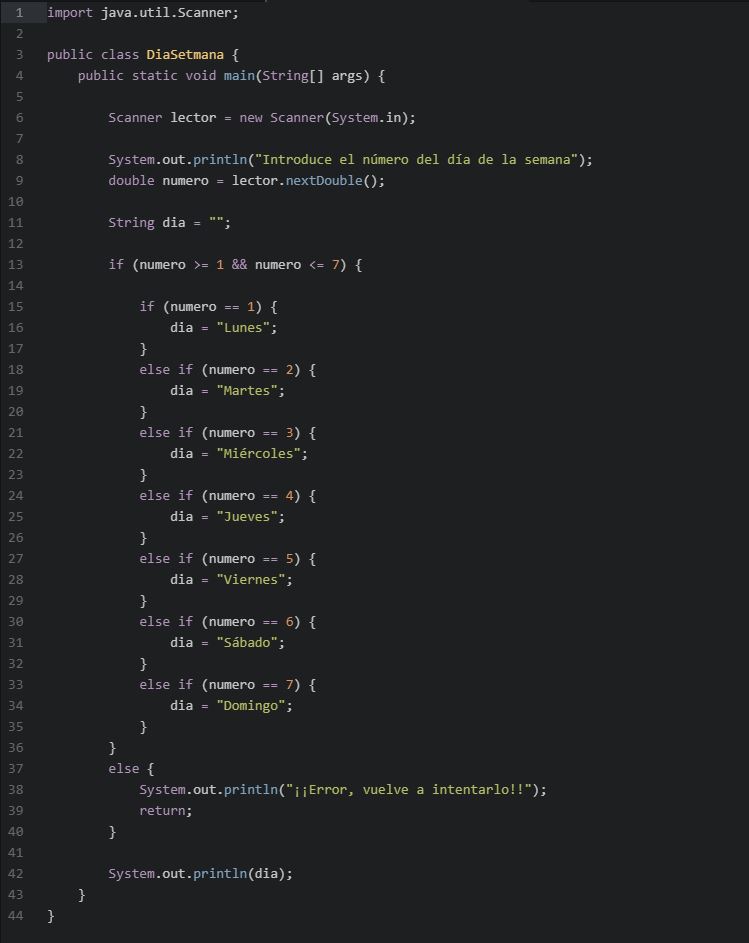 1 import java.util.Scanner;
2
3 public class DiaSetmana {
4 public static void main(String[] args) {
5
6 Scanner lector = new Scanner(System.in);
7
8 System.out.println("Introduce el número del día de la semana");
9 double numero = lector.nextDouble();
10
11 String dia = "";
12
13 if (numero >= 1 && numero <= 7) {
14
15 if (numero == 1) {
16 dia = "Lunes";
17 }
18 else if (numero == 2) {
19 dia = "Martes";
20 }
21 else if (numero == 3) {
22 dia = "Miércoles";
23 }
24 else if (numero == 4) {
25 dia = "Jueves";
26 }
27 else if (numero == 5) {
28 dia = "Viernes";
29 }
30 else if (numero == 6) {
31 dia = "Sábado";
32 }
33 else if (numero == 7) {
34 dia = "Domingo";
35 }
36 }
37 else {
38 System.out.println("¡¡Error, vuelve a intentarlo!!");
39 return;
40 }
41
42 System.out.println(dia);
43 }
44 }